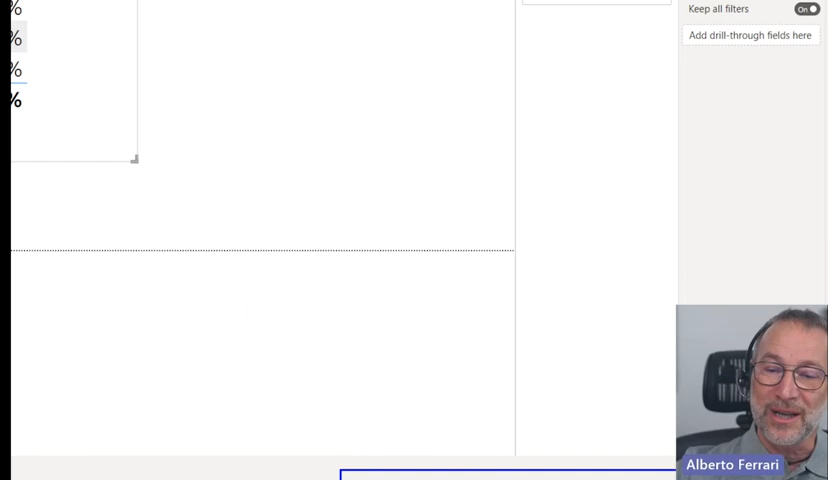 %
%
%
%
Keep all filters
On
Add drill-through fields here
Alberto Ferrari